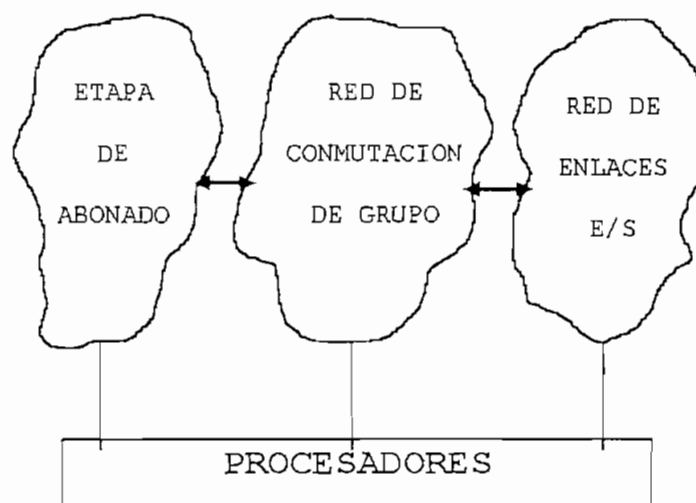 ETAPA
DE
ABONADO
RED DE
CONMUTACION
DE GRUPO
RED DE
ENLACES
E/S
PROCESADORES